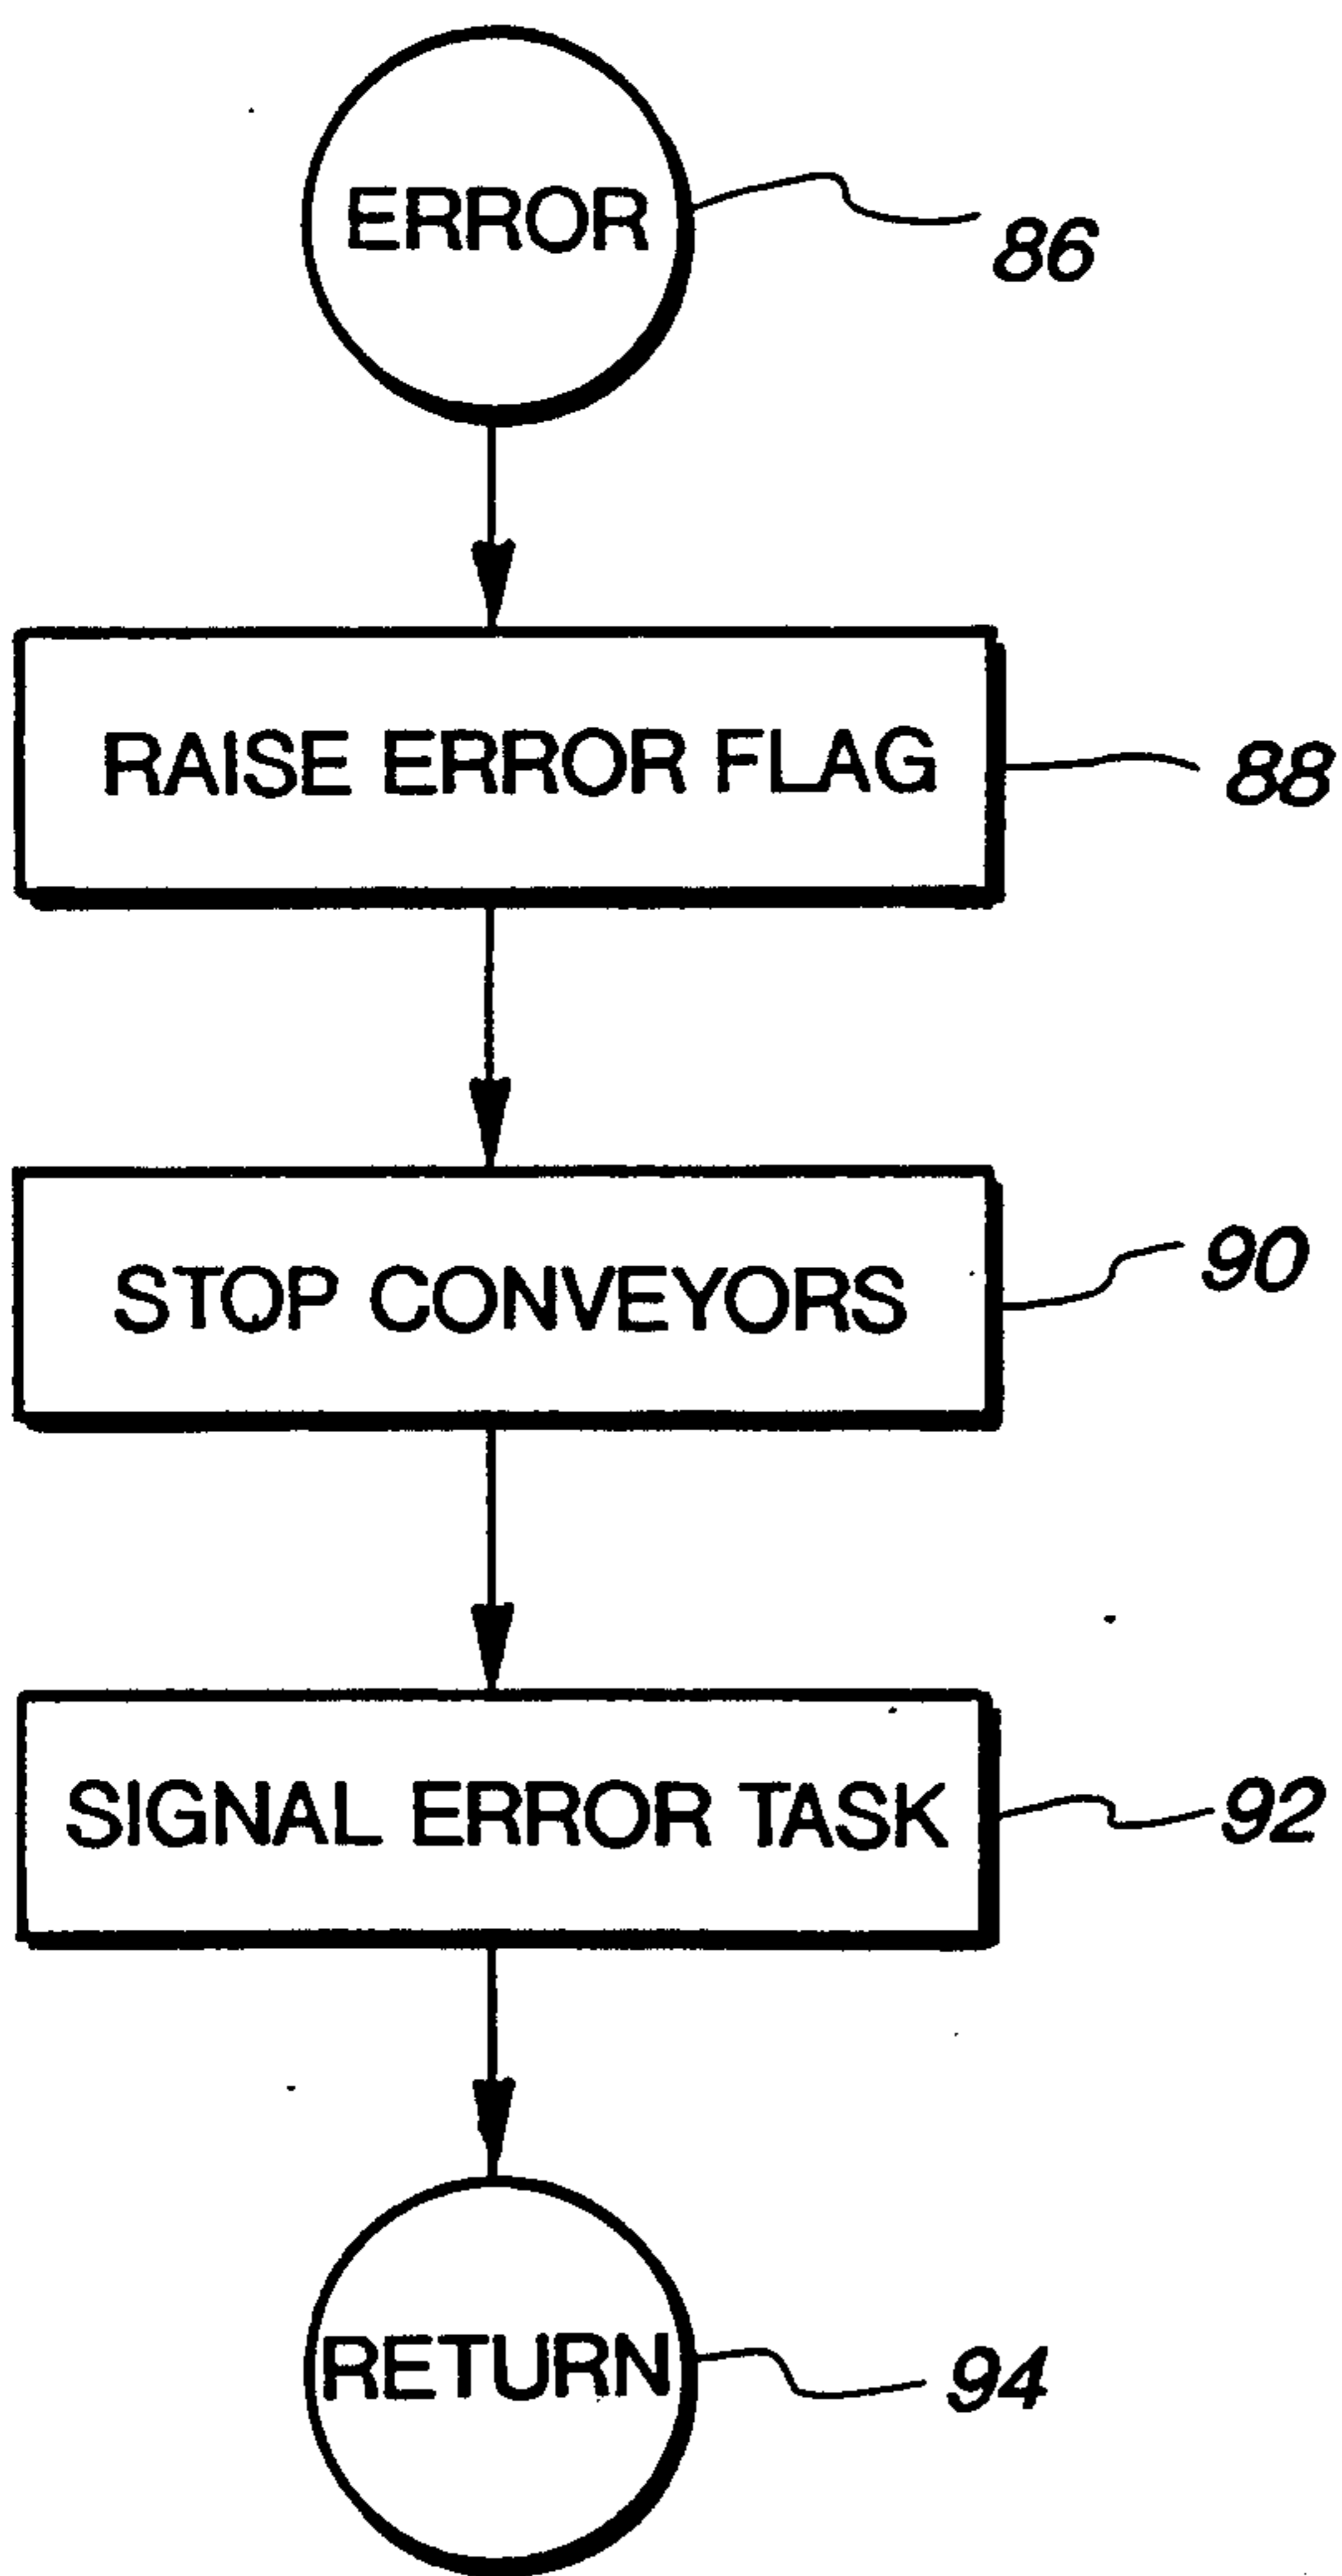 ERROR
86
RAISE ERROR FLAG
88
STOP CONVEYORS
90
SIGNAL ERROR TASK
92
RETURN
94